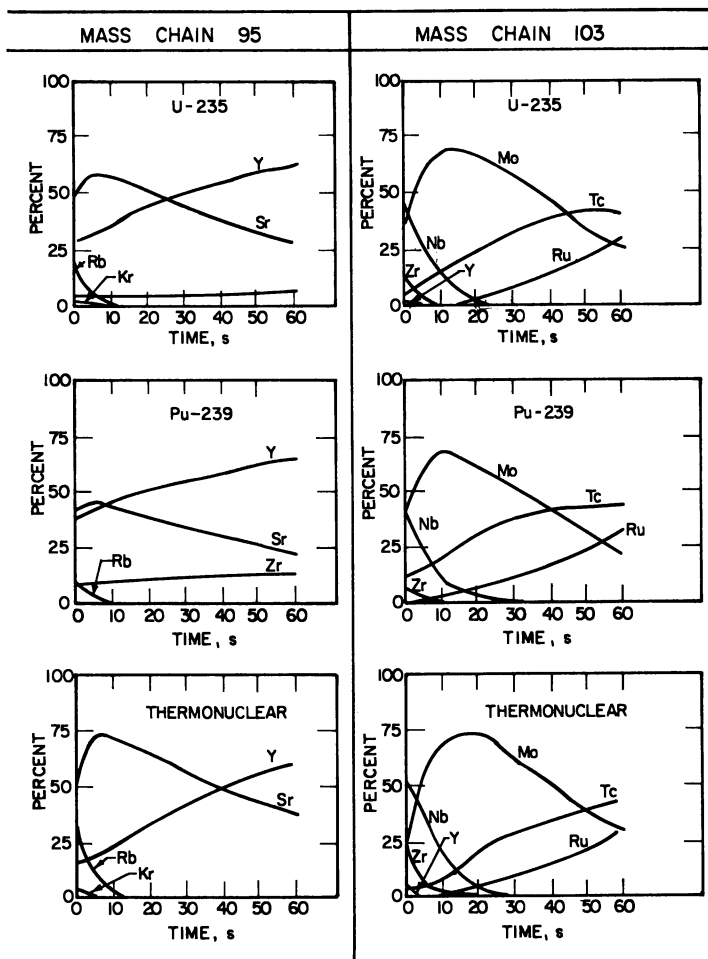 MASS CHAIN 95
MASS CHAIN 103
100
75
50
25
0
PERCENT
U-235
Y
Sr
Rb
Kr
0 10 20 30 40 50 60
TIME, s
100
75
50
25
0
PERCENT
U-235
Mo
Tc
Nb
Zr
Y
Ru
0 10 20 30 40 50 60
TIME, s
100
75
50
25
0
PERCENT
Pu-239
Y
Sr
Zr
Rb
0 10 20 30 40 50 60
TIME, s
100
75
50
25
0
PERCENT
Pu-239
Mo
Tc
Ru
Nb
Zr
0 10 20 30 40 50 60
TIME, s
100
75
50
25
0
PERCENT
THERMONUCLEAR
Y
Sr
Rb
Kr
0 10 20 30 40 50 60
TIME, s
100
75
50
25
0
PERCENT
THERMONUCLEAR
Mo
Tc
Nb
Y
Zr
Ru
0 10 20 30 40 50 60
TIME, s